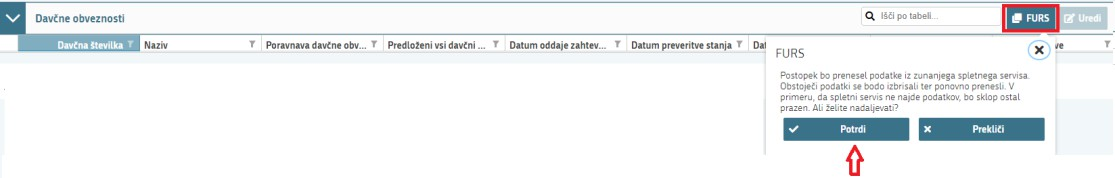 Davčne obveznosti
Išči po tabeli...
FURS
Uredi
Davčna številka Naziv Poravnava davčne obv... Predloženi vsi davčni ... Datum oddaje zahtev... Datum preveritve stanja
FURS
Postopek bo prenesel podatke iz zunanjega spletnega servisa.
Obstoječi podatki se bodo izbrisali ter ponovno prenesli. V
primeru, da spletni servis ne najde podatkov, bo sklop ostal
prazen. Ali želite nadaljevati?
Potrdi
Prekliči